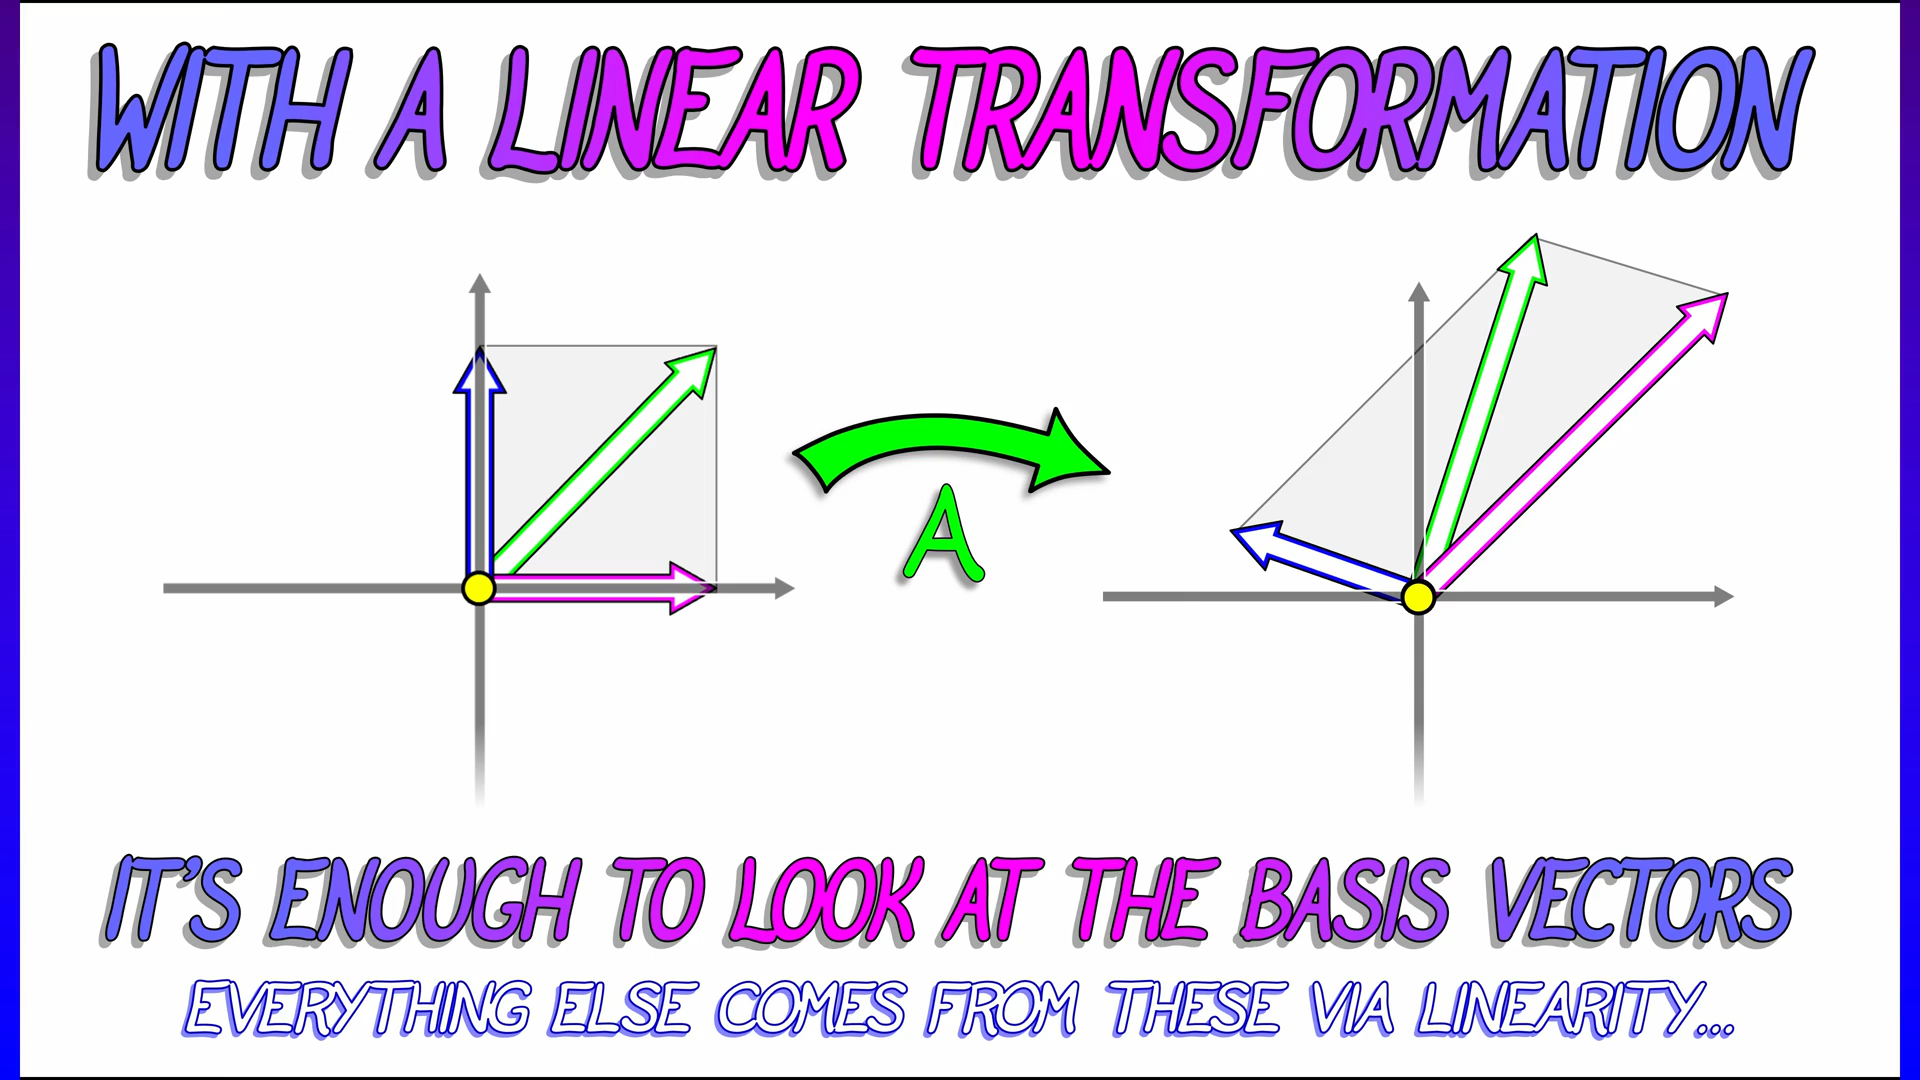 WITH A LINEAR TRANSFORMATION
A
IT'S ENOUGH TO LOOK AT THE BASIS VECTORS
EVERYTHING ELSE COMES FROM THESE VIA LINEARITY...